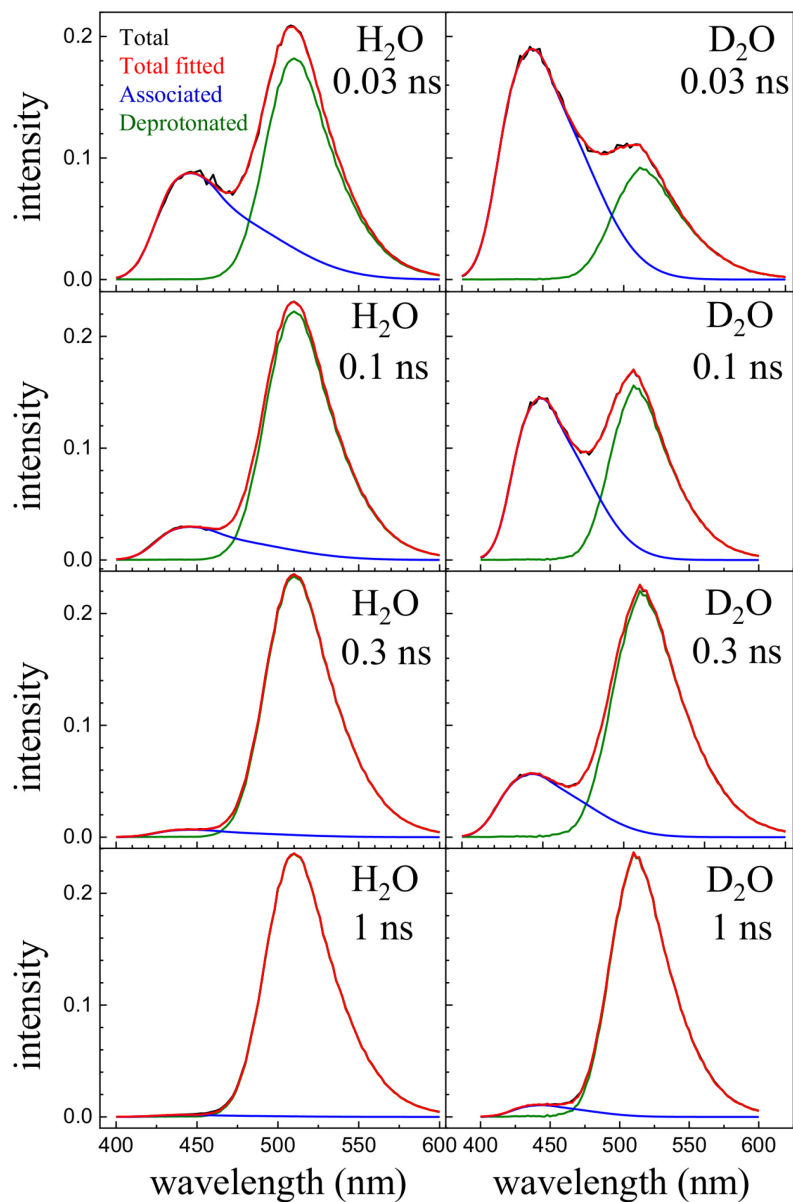 Total
Total fitted
Associated
Deprotonated
H₂O
0.03 ns
D₂O
0.03 ns
0.2
0.1
0.0
intensity
H₂O
0.1 ns
D₂O
0.1 ns
0.2
0.1
0.0
intensity
H₂O
0.3 ns
D₂O
0.3 ns
0.2
0.1
0.0
intensity
H₂O
1 ns
D₂O
1 ns
0.2
0.1
0.0
intensity
400 450 500 550 600
400 450 500 550 600
wavelength (nm)
wavelength (nm)